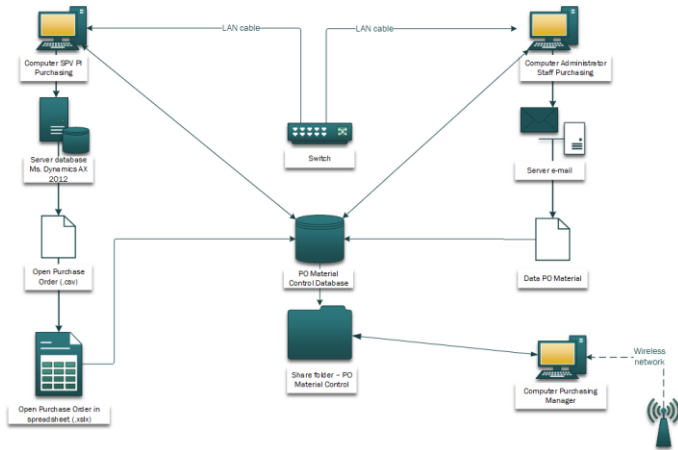 LAN cable
LAN cable
Computer SPV PI
Purchasing
Computer Administrator
Staff Purchasing
Switch
Server database
Ms. Dynamics AX
2012
Server e-mail
Open Purchase
Order (.csv)
PO Material
Control Database
Data PO Material
Share folder – PO
Material Control
Wireless
network
Computer Purchasing
Manager
Open Purchase Order in
spreadsheet (.xslx)